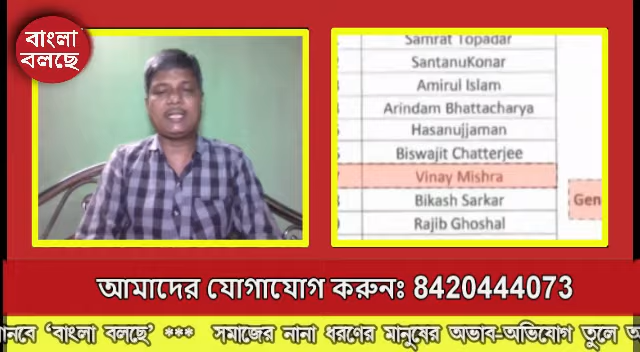 বাংলা
বলছে
Samrat Topadar
SantanuKonar
Amirul Islam
Arindam Bhattacharya
Hasanujjaman
Biswajit Chatterjee
Vinay Mishra
Bikash Sarkar
Gen
Rajib Ghoshal
আমাদের যোগাযোগ করুনঃ 8420444073
‘বাংলা বলছে’ *** সমাজের নানা ধরণের মানুষের অভাব-অভিযোগ তুলে